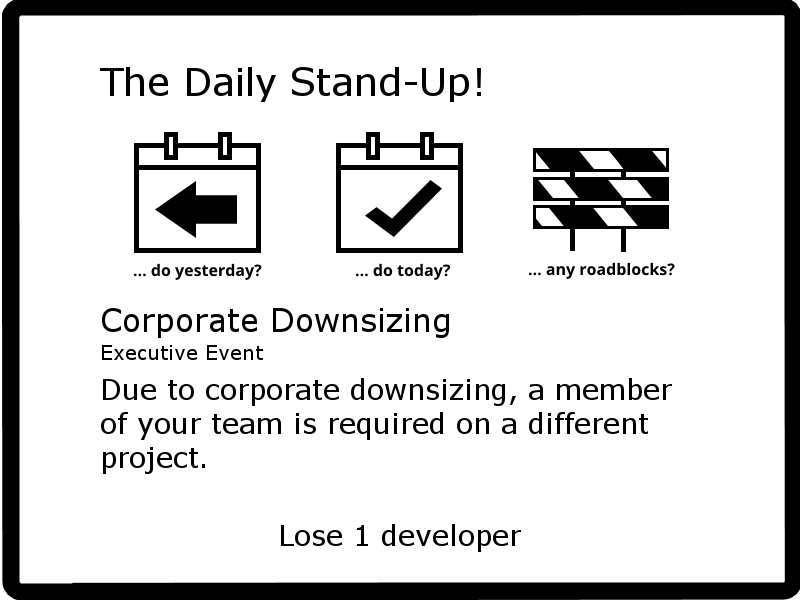 The Daily Stand-Up!
... do yesterday?
... do today?
... any roadblocks?
Corporate Downsizing
Executive Event
Due to corporate downsizing, a member
of your team is required on a different
project.
Lose 1 developer